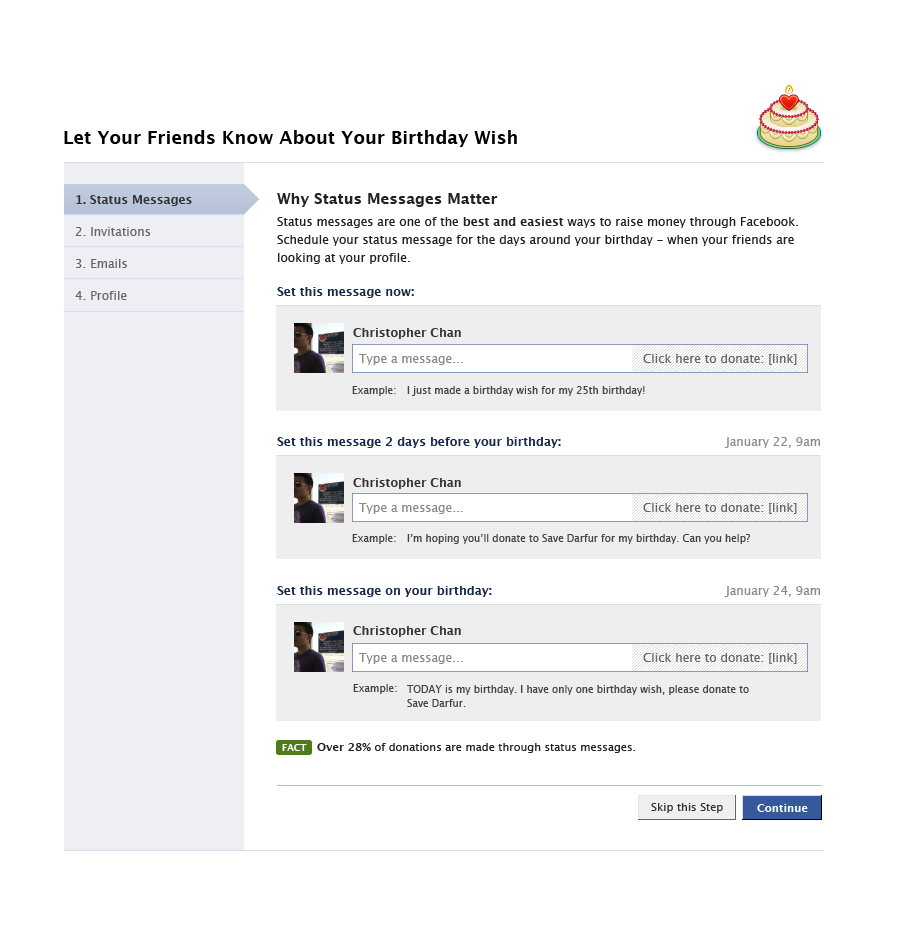 Let Your Friends Know About Your Birthday Wish
1. Status Messages
2. Invitations
3. Emails
4. Profile
Why Status Messages Matter
Status messages are one of the best and easiest ways to raise money through Facebook.
Schedule your status message for the days around your birthday – when your friends are
looking at your profile.
Set this message now:
Christopher Chan
Type a message... Click here to donate: [link]
Example: I just made a birthday wish for my 25th birthday!
Set this message 2 days before your birthday: January 22, 9am
Christopher Chan
Type a message... Click here to donate: [link]
Example: I'm hoping you'll donate to Save Darfur for my birthday. Can you help?
Set this message on your birthday: January 24, 9am
Christopher Chan
Type a message... Click here to donate: [link]
Example: TODAY is my birthday. I have only one birthday wish, please donate to
Save Darfur.
FACT Over 28% of donations are made through status messages.
Skip this Step Continue